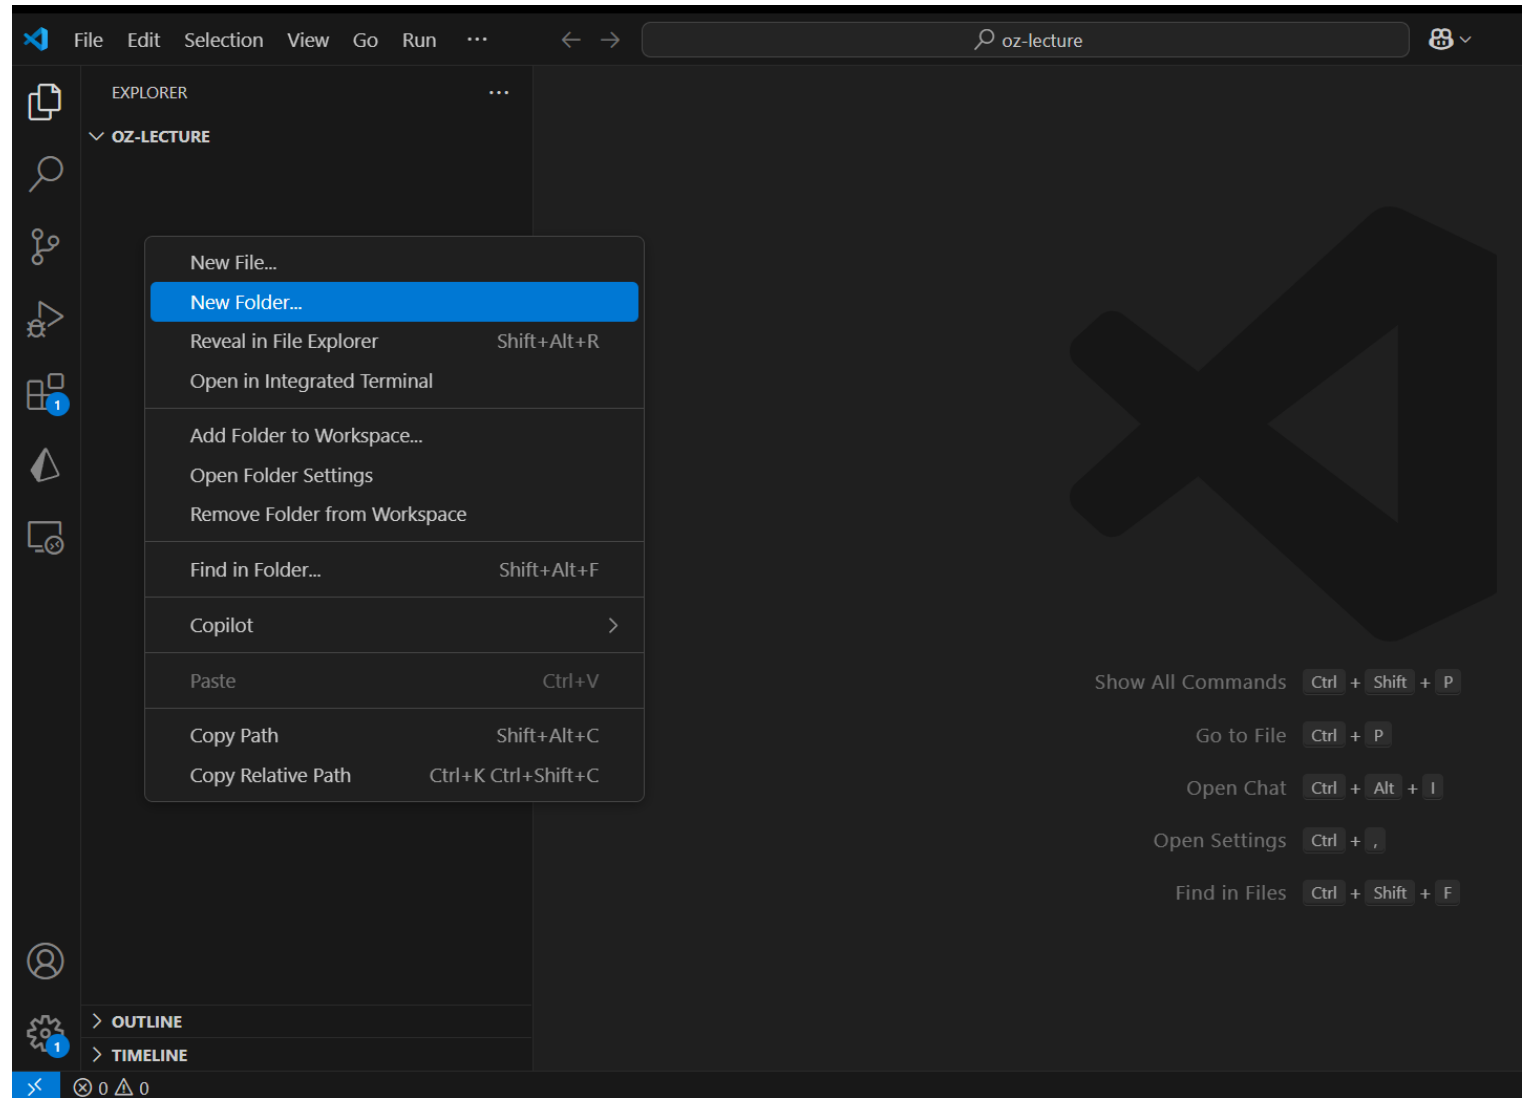 File Edit Selection View Go Run ··· oz-lecture
EXPLORER ···
OZ-LECTURE
New File...
New Folder...
Reveal in File Explorer Shift+Alt+R
Open in Integrated Terminal
Add Folder to Workspace...
Open Folder Settings
Remove Folder from Workspace
Find in Folder... Shift+Alt+F
Copilot
Paste Ctrl+V
Copy Path Shift+Alt+C
Copy Relative Path Ctrl+K Ctrl+Shift+C
1
Show All Commands Ctrl + Shift + P
Go to File Ctrl + P
Open Chat Ctrl + Alt + I
Open Settings Ctrl + ,
Find in Files Ctrl + Shift + F
OUTLINE
1
TIMELINE
0 0